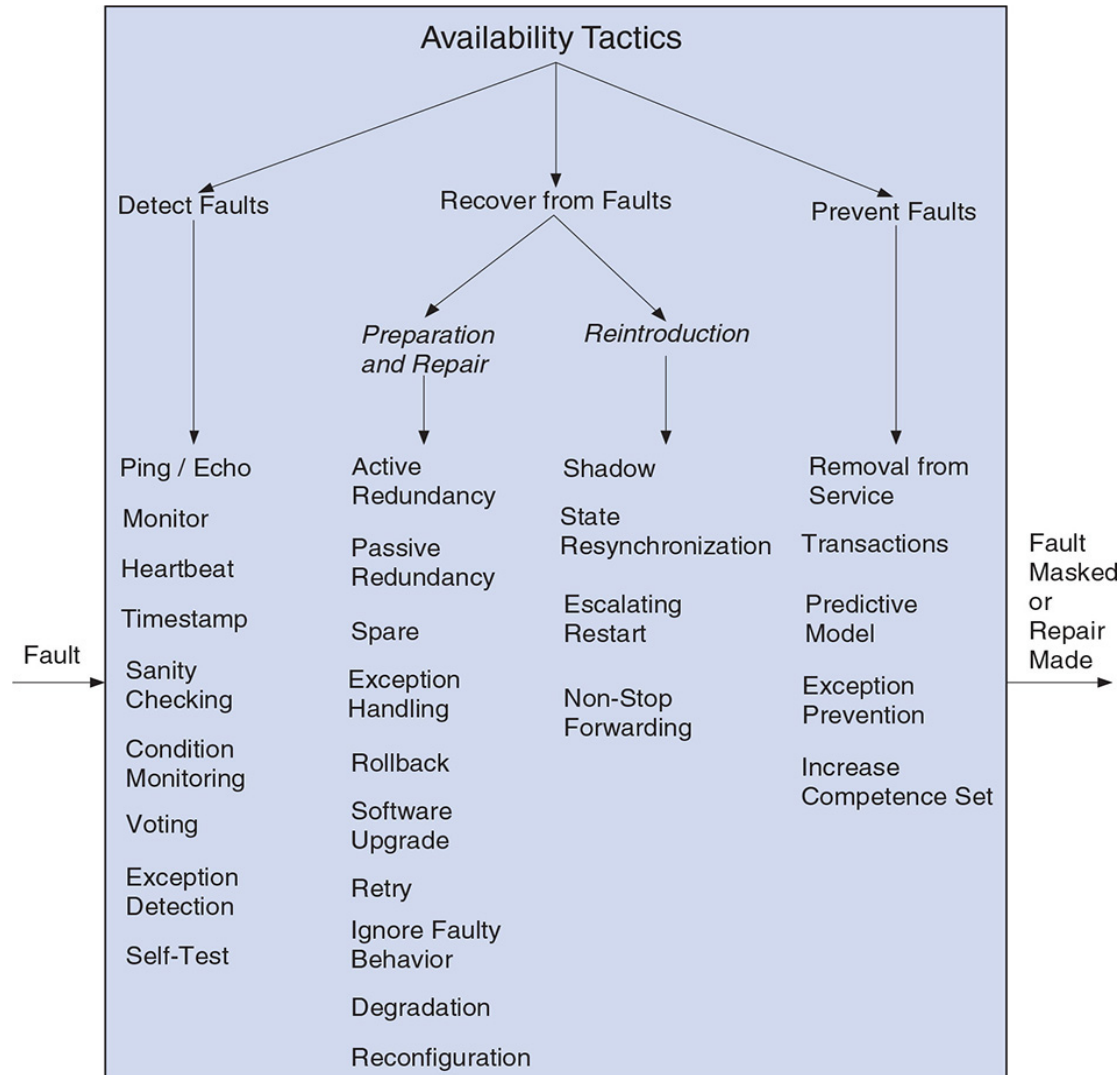 Availability Tactics
Detect Faults
Recover from Faults
Prevent Faults
Preparation
and Repair
Reintroduction
Ping / Echo
Monitor
Heartbeat
Timestamp
Sanity
Checking
Condition
Monitoring
Voting
Exception
Detection
Self-Test
Active
Redundancy
Passive
Redundancy
Spare
Exception
Handling
Rollback
Software
Upgrade
Retry
Ignore Faulty
Behavior
Degradation
Reconfiguration
Shadow
State
Resynchronization
Escalating
Restart
Non-Stop
Forwarding
Removal from
Service
Transactions
Predictive
Model
Exception
Prevention
Increase
Competence Set
Fault
Fault
Masked
or
Repair
Made